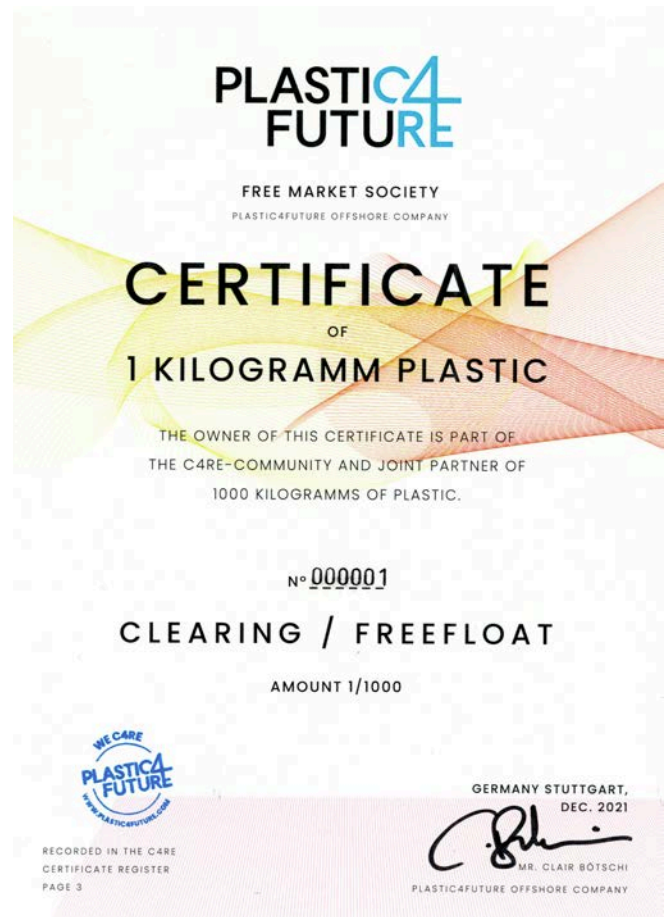 PLASTIC4
FUTURE
FREE MARKET SOCIETY
PLASTIC4FUTURE OFFSHORE COMPANY
CERTIFICATE
OF
1 KILOGRAMM PLASTIC
THE OWNER OF THIS CERTIFICATE IS PART OF
THE C4RE-COMMUNITY AND JOINT PARTNER OF
1000 KILOGRAMMS OF PLASTIC.
Nº 000001
CLEARING / FREEFLOAT
AMOUNT 1/1000
WE C4RE
PLASTIC4
FUTURE
WWW.PLASTIC4FUTURE.COM
RECORDED IN THE C4RE
CERTIFICATE REGISTER
PAGE 3
GERMANY STUTTGART,
DEC. 2021
MR. CLAIR BÖTSCHI
PLASTIC4FUTURE OFFSHORE COMPANY